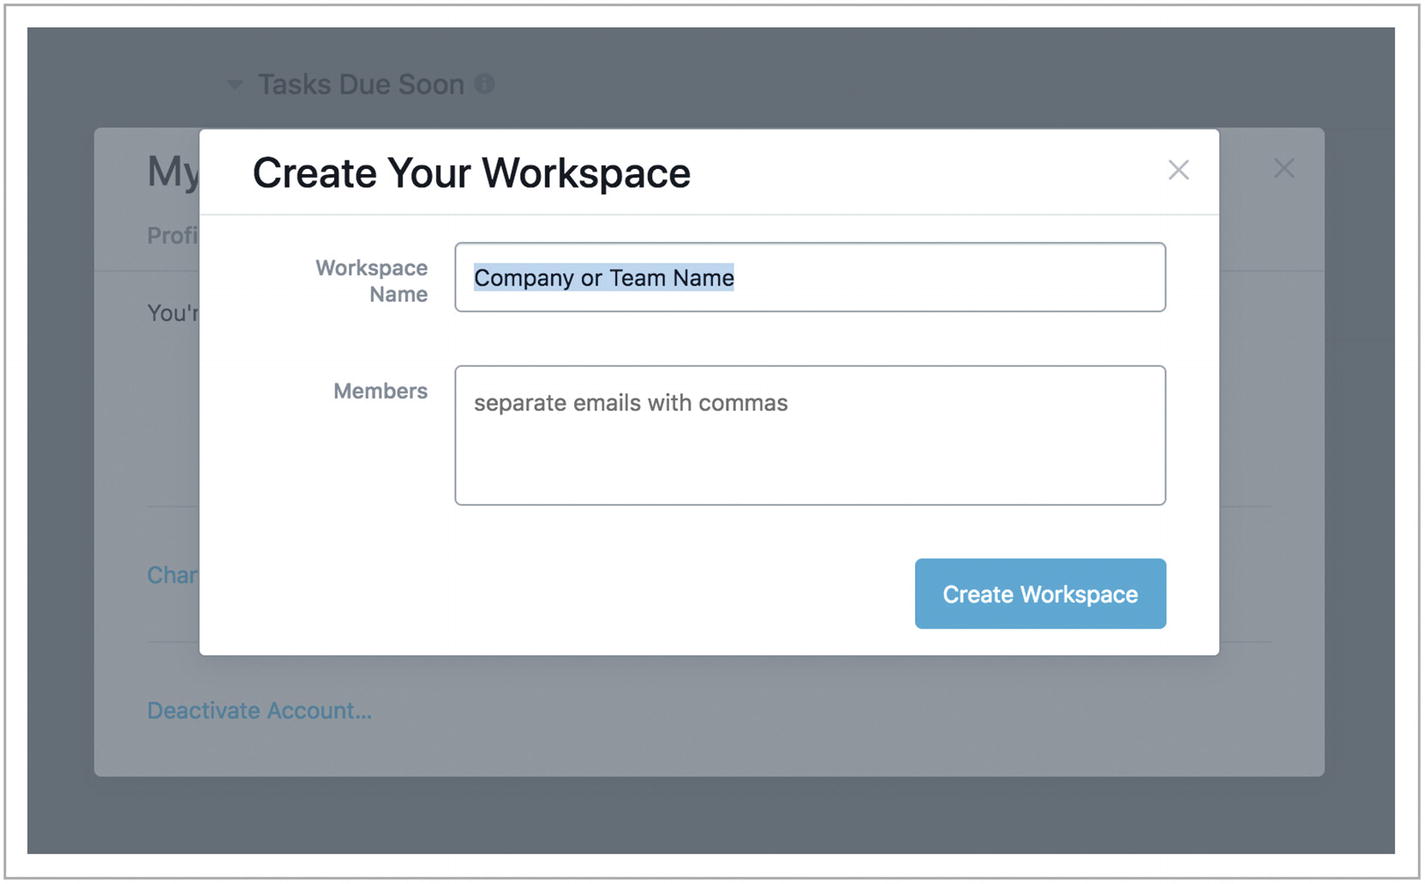 Tasks Due Soon
My
Create Your Workspace
Profi
Workspace
Name
Company or Team Name
You'r
Members
separate emails with commas
Char
Create Workspace
Deactivate Account...